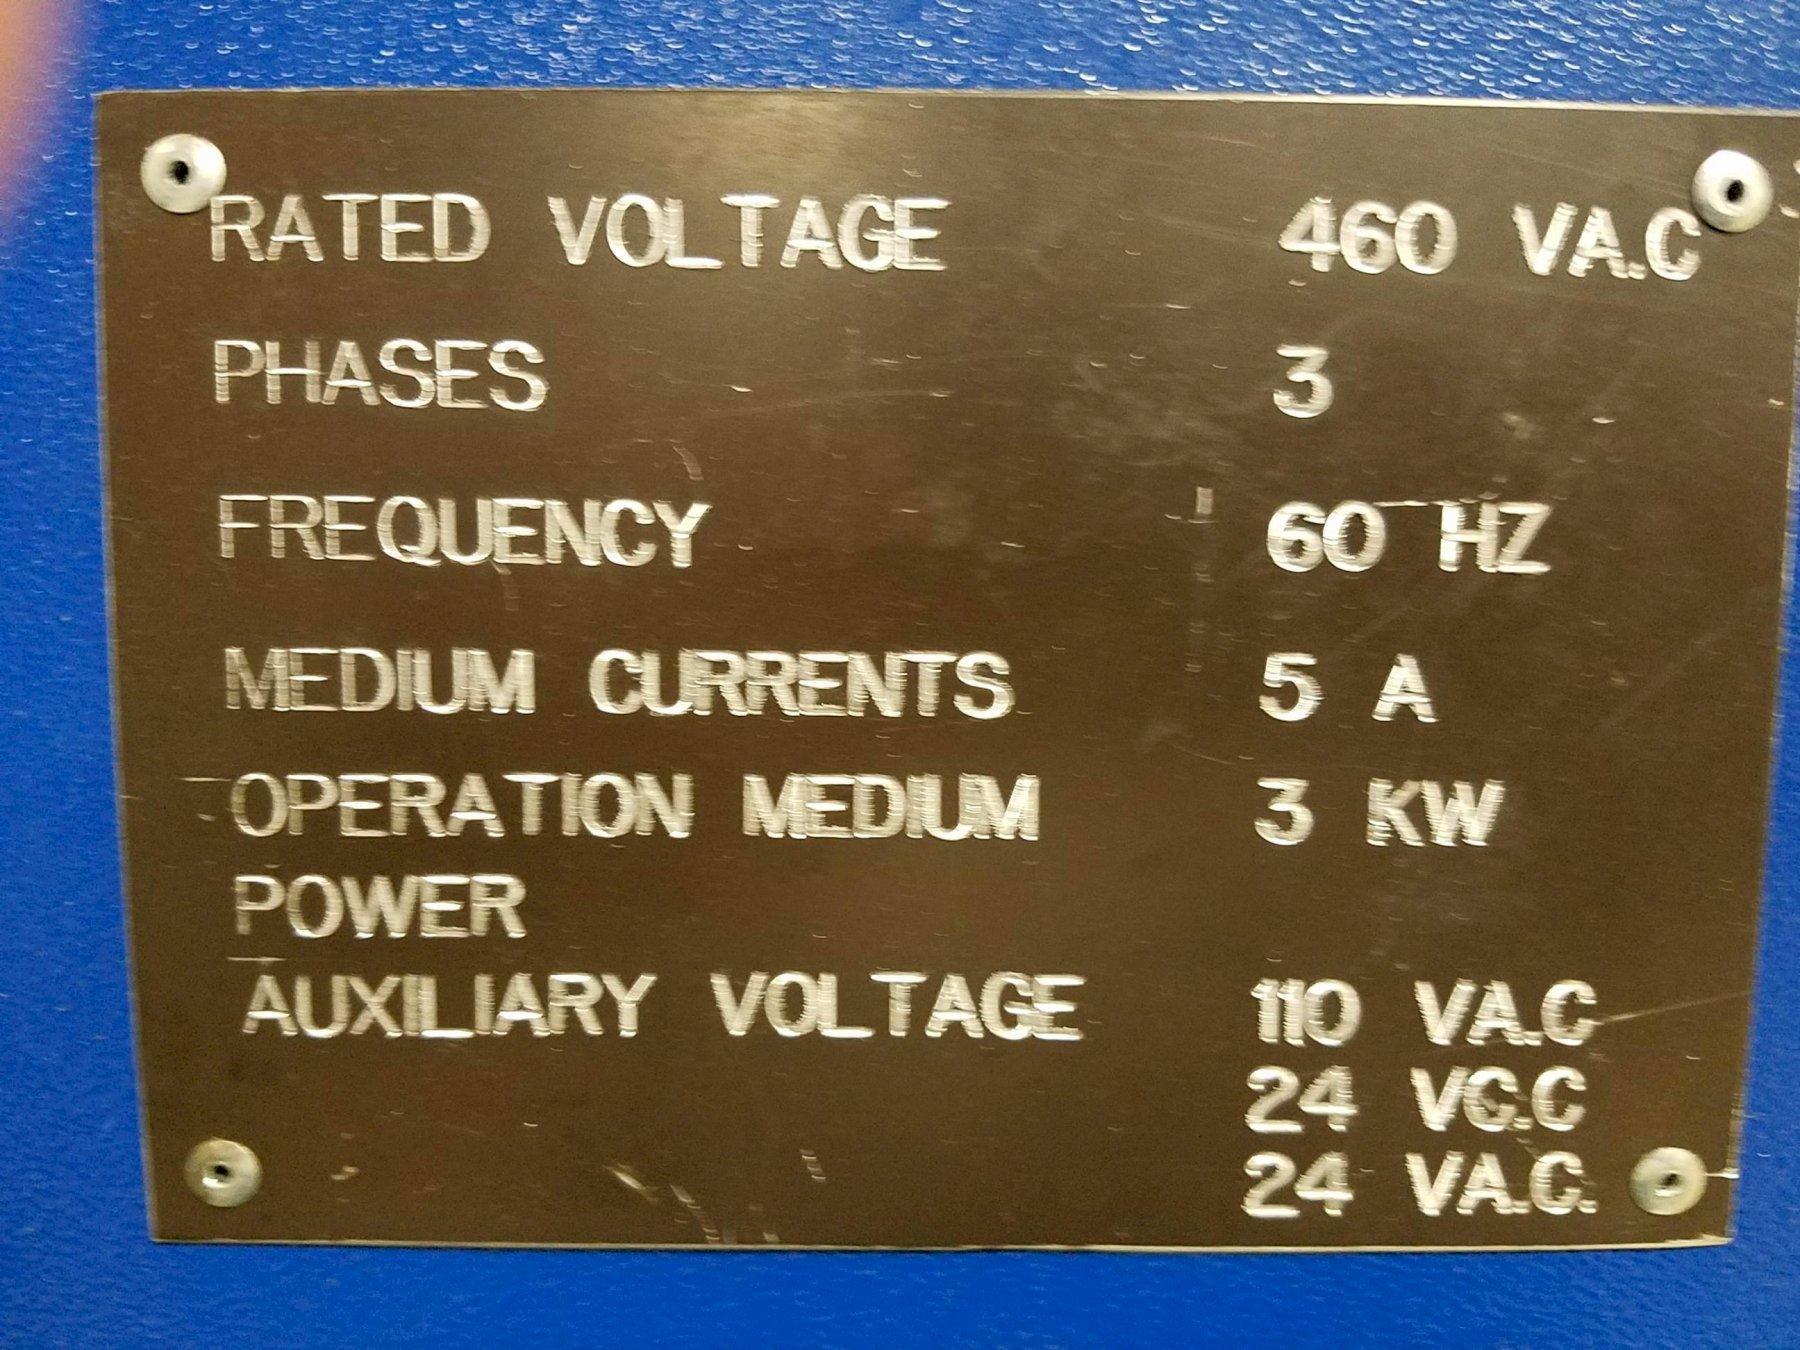 RATED VOLTAGE 460 VA.C
PHASES 3
FREQUENCY 60 HZ
MEDIUM CURRENTS 5 A
OPERATION MEDIUM 3 KW
POWER
AUXILIARY VOLTAGE 110 VA.C
24 VC.C
24 VA.C.